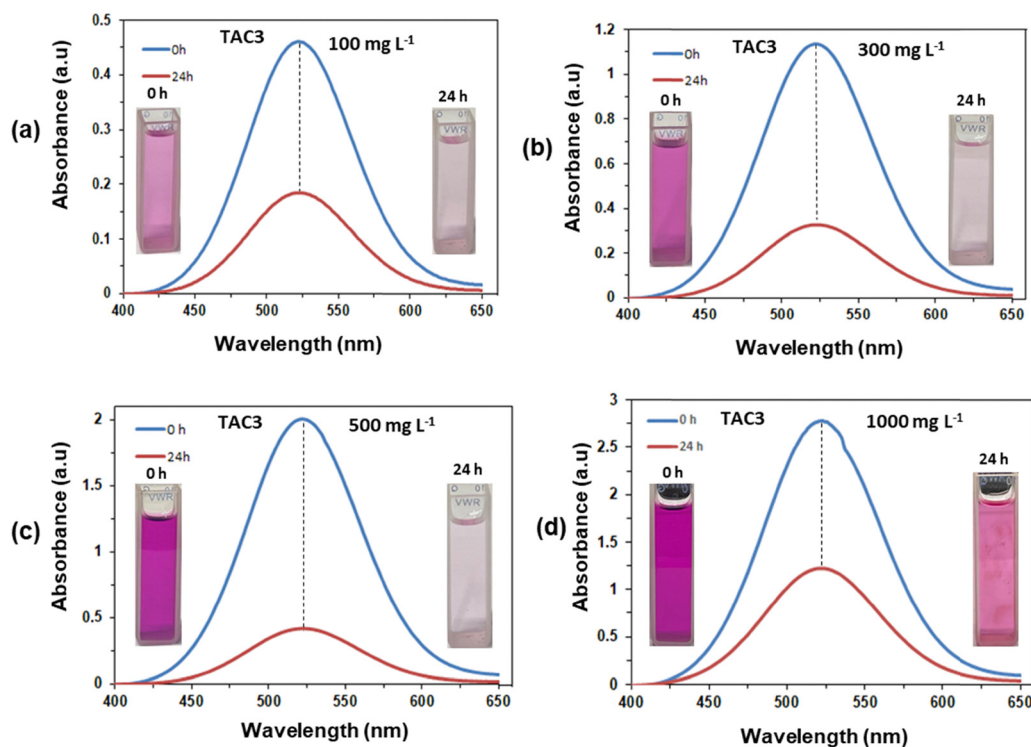 (a)
TAC3
100 mg L⁻¹
0h
24h
0 h
24 h
VWR
VWR
0.5
0.4
0.3
0.2
0.1
0
400 450 500 550 600 650
Absorbance (a.u)
Wavelength (nm)
(b)
TAC3
300 mg L⁻¹
0h
24h
0 h
24 h
VWR
VWR
1.2
1
0.8
0.6
0.4
0.2
0
400 450 500 550 600 650
Absorbance (a.u)
Wavelength (nm)
(c)
TAC3
500 mg L⁻¹
0 h
24h
0 h
24 h
VWR
VWR
2
1.5
1
0.5
0
400 450 500 550 600 650
Absorbance (a.u)
Wavelength (nm)
(d)
TAC3
1000 mg L⁻¹
0 h
24 h
0 h
24 h
3
2.5
2
1.5
1
0.5
0
400 450 500 550 600 650
Absorbance (a.u)
Wavelength (nm)